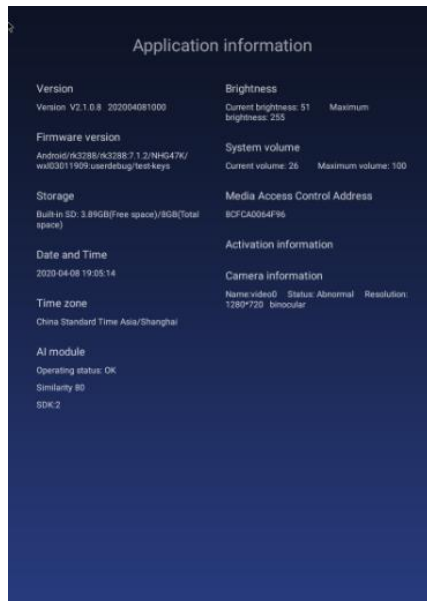 Application information
Version
Version V2.1.0.8 202004081000
Firmware version
Android/rk3288/rk3288:7.1.2/NHG47K/
wxl03011909:userdebug/test-keys
Storage
Built-in SD: 3.89GB(Free space)/8GB(Total
space)
Date and Time
2020-04-08 19:05:14
Time zone
China Standard Time Asia/Shanghai
AI module
Operating status: OK
Similarity 80
SDK:2
Brightness
Current brightness: 51 Maximum
brightness: 255
System volume
Current volume: 26 Maximum volume: 100
Media Access Control Address
8CFCA0064F96
Activation information
Camera information
Name:video0 Status: Abnormal Resolution:
1280*720 binocular